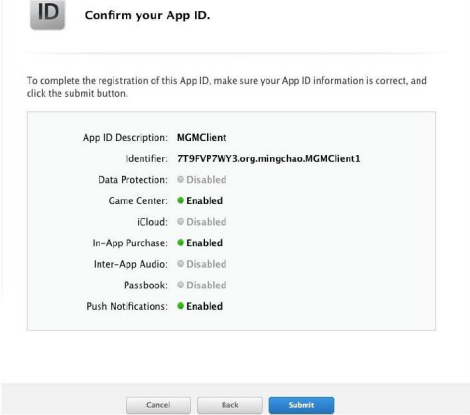 ID
Confirm your App ID.
To complete the registration of this App ID, make sure your App ID information is correct, and
click the submit button.
App ID Description: MGMClient
Identifier: 7T9FVP7WY3.org.mingchao.MGMClient1
Data Protection: Disabled
Game Center: Enabled
iCloud: Disabled
In-App Purchase: Enabled
Inter-App Audio: Disabled
Passbook: Disabled
Push Notifications: Enabled
Cancel Back Submit